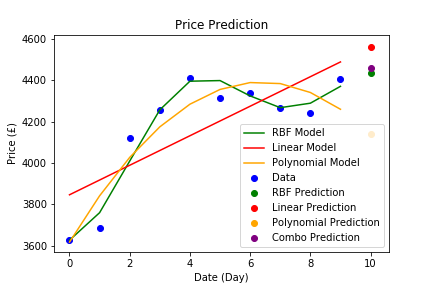 Price Prediction
4600
4400
4200
4000
3800
3600
Price (£)
RBF Model
Linear Model
Polynomial Model
Data
RBF Prediction
Linear Prediction
Polynomial Prediction
Combo Prediction
0 2 4 6 8 10
Date (Day)